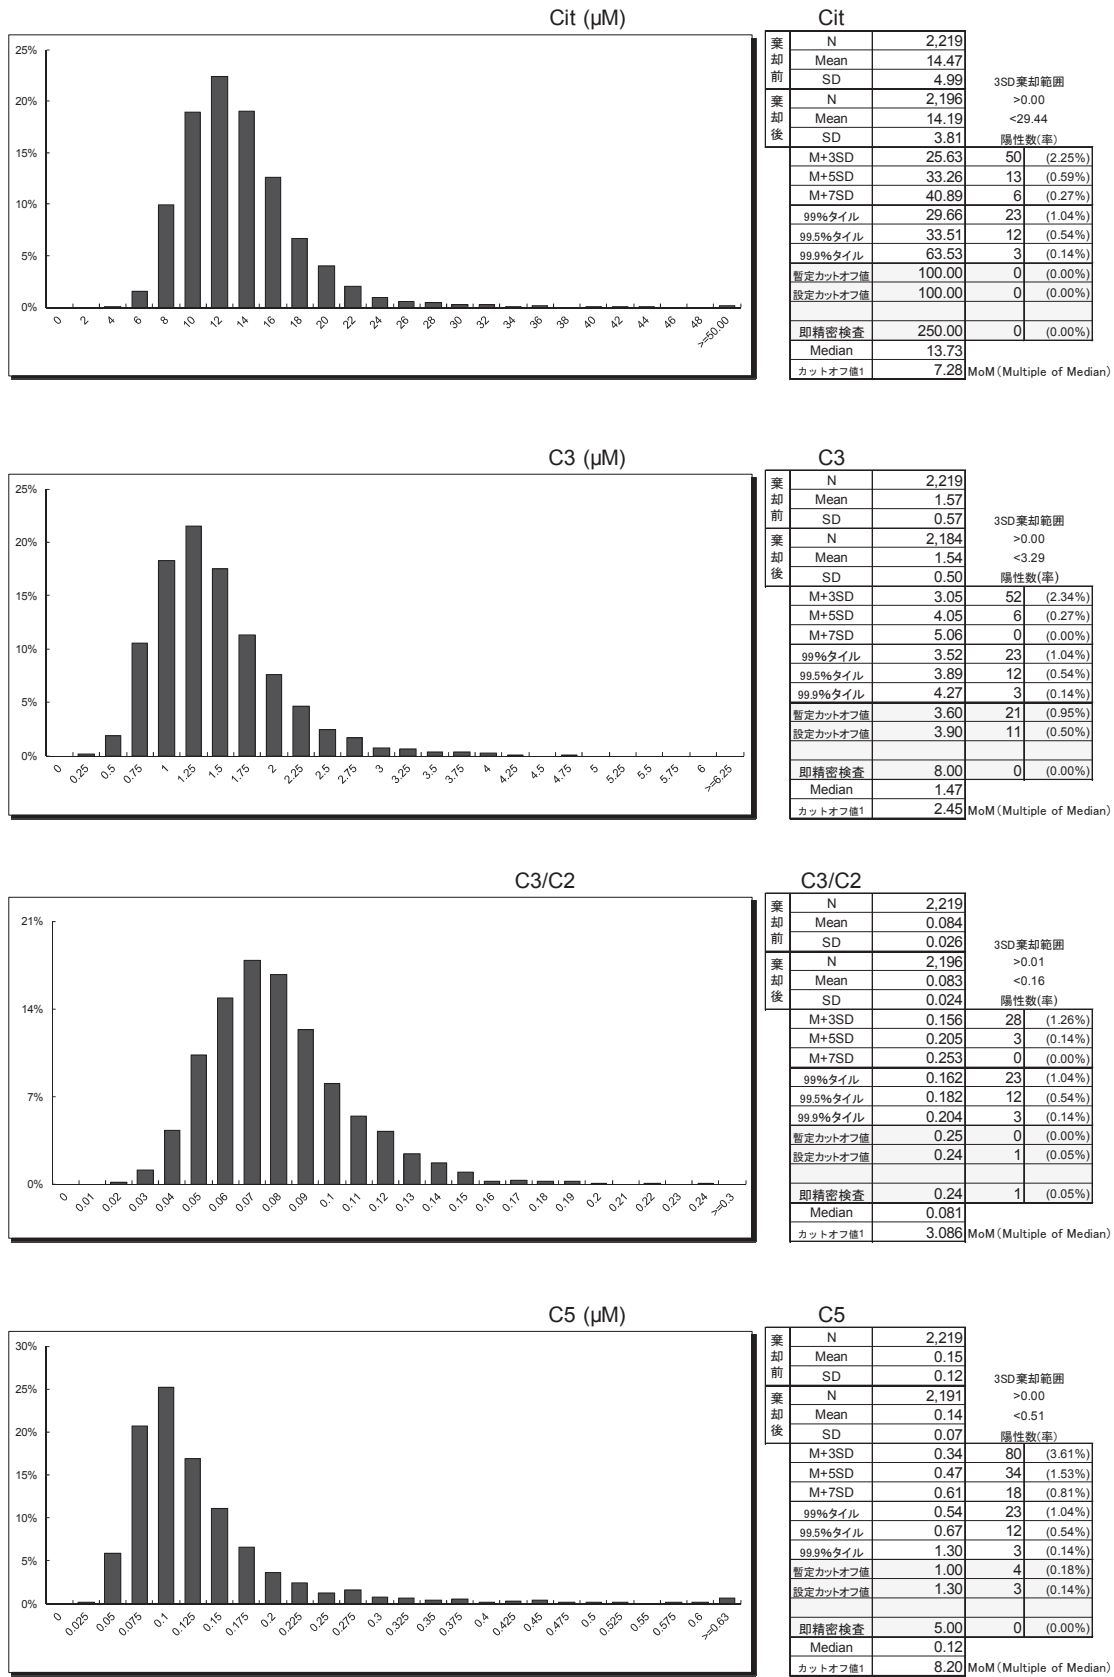 Cit (μM)
25%
20%
15%
10%
5%
0%
0 2 4 6 8 10 12 14 16 18 20 22 24 26 28 30 32 34 36 38 40 42 44 46 48 >=50.00
Cit
棄却前 N 2,219
Mean 14.47
SD 4.99 3SD棄却範囲
棄却後 N 2,196 >0.00
Mean 14.19 <29.44
SD 3.81 陽性数(率)
M+3SD 25.63 50 (2.25%)
M+5SD 33.26 13 (0.59%)
M+7SD 40.89 6 (0.27%)
99%タイル 29.66 23 (1.04%)
99.5%タイル 33.51 12 (0.54%)
99.9%タイル 63.53 3 (0.14%)
暫定カットオフ値 100.00 0 (0.00%)
設定カットオフ値 100.00 0 (0.00%)
即精密検査 250.00 0 (0.00%)
Median 13.73
カットオフ値1 7.28 MoM(Multiple of Median)
C3 (μM)
25%
20%
15%
10%
5%
0%
0 0.25 0.5 0.75 1 1.25 1.5 1.75 2 2.25 2.5 2.75 3 3.25 3.5 3.75 4 4.25 4.5 4.75 5 5.25 5.5 5.75 6 >=6.25
C3
棄却前 N 2,219
Mean 1.57
SD 0.57 3SD棄却範囲
棄却後 N 2,184 >0.00
Mean 1.54 <3.29
SD 0.50 陽性数(率)
M+3SD 3.05 52 (2.34%)
M+5SD 4.05 6 (0.27%)
M+7SD 5.06 0 (0.00%)
99%タイル 3.52 23 (1.04%)
99.5%タイル 3.89 12 (0.54%)
99.9%タイル 4.27 3 (0.14%)
暫定カットオフ値 3.60 21 (0.95%)
設定カットオフ値 3.90 11 (0.50%)
即精密検査 8.00 0 (0.00%)
Median 1.47
カットオフ値1 2.45 MoM(Multiple of Median)
C3/C2
21%
14%
7%
0%
0 0.01 0.02 0.03 0.04 0.05 0.06 0.07 0.08 0.09 0.1 0.11 0.12 0.13 0.14 0.15 0.16 0.17 0.18 0.19 0.2 0.21 0.22 0.23 0.24 >=0.3
C3/C2
棄却前 N 2,219
Mean 0.084
SD 0.026 3SD棄却範囲
棄却後 N 2,196 >0.01
Mean 0.083 <0.16
SD 0.024 陽性数(率)
M+3SD 0.156 28 (1.26%)
M+5SD 0.205 3 (0.14%)
M+7SD 0.253 0 (0.00%)
99%タイル 0.162 23 (1.04%)
99.5%タイル 0.182 12 (0.54%)
99.9%タイル 0.204 3 (0.14%)
暫定カットオフ値 0.25 0 (0.00%)
設定カットオフ値 0.24 1 (0.05%)
即精密検査 0.24 1 (0.05%)
Median 0.081
カットオフ値1 3.086 MoM(Multiple of Median)
C5 (μM)
30%
25%
20%
15%
10%
5%
0%
0 0.025 0.05 0.075 0.1 0.125 0.15 0.175 0.2 0.225 0.25 0.275 0.3 0.325 0.35 0.375 0.4 0.425 0.45 0.475 0.5 0.525 0.55 0.575 0.6 >=0.63
C5
棄却前 N 2,219
Mean 0.15
SD 0.12 3SD棄却範囲
棄却後 N 2,191 >0.00
Mean 0.14 <0.51
SD 0.07 陽性数(率)
M+3SD 0.34 80 (3.61%)
M+5SD 0.47 34 (1.53%)
M+7SD 0.61 18 (0.81%)
99%タイル 0.54 23 (1.04%)
99.5%タイル 0.67 12 (0.54%)
99.9%タイル 1.30 3 (0.14%)
暫定カットオフ値 1.00 4 (0.18%)
設定カットオフ値 1.30 3 (0.14%)
即精密検査 5.00 0 (0.00%)
Median 0.12
カットオフ値1 8.20 MoM(Multiple of Median)